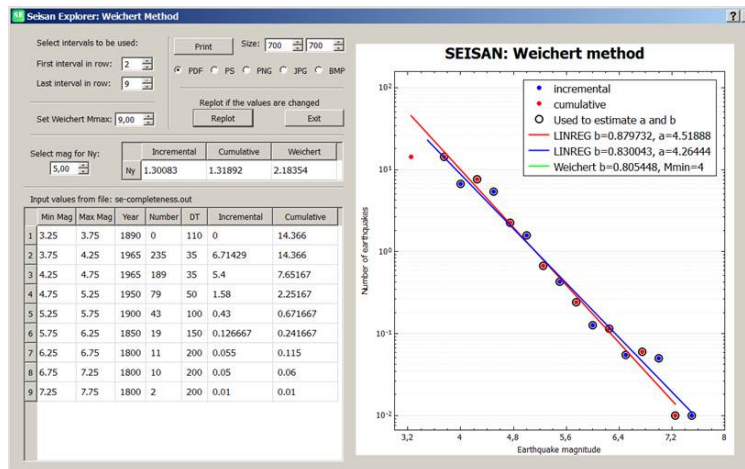 Seisan Explorer: Weichert Method
Select intervals to be used:
First interval in row: 2
Last interval in row: 9
Set Weichert Mmax: 9,00
Print Size: 700 700
PDF PS PNG JPG BMP
Replot if the values are changed
Replot Exit
Select mag for Ny:
5,00
Incremental Cumulative Weichert
Ny 1.30083 1.31892 2.18354
Input values from file: se-completeness.out
Min Mag Max Mag Year Number DT Incremental Cumulative
1 3.25 3.75 1890 0 110 0 14.366
2 3.75 4.25 1965 235 35 6.71429 14.366
3 4.25 4.75 1965 189 35 5.4 7.65167
4 4.75 5.25 1950 79 50 1.58 2.25167
5 5.25 5.75 1900 43 100 0.43 0.671667
6 5.75 6.25 1850 19 150 0.126667 0.241667
7 6.25 6.75 1800 11 200 0.055 0.115
8 6.75 7.25 1800 10 200 0.05 0.06
9 7.25 7.75 1800 2 200 0.01 0.01
SEISAN: Weichert method
incremental
cumulative
Used to estimate a and b
LINREG b=0.879732, a=4.51888
LINREG b=0.830043, a=4.26444
Weichert b=0.805448, Mmin=4
Number of earthquakes
10²
10¹
10⁰
10⁻¹
10⁻²
3,2 4 4,8 5,6 6,4 7,2 8
Earthquake magnitude